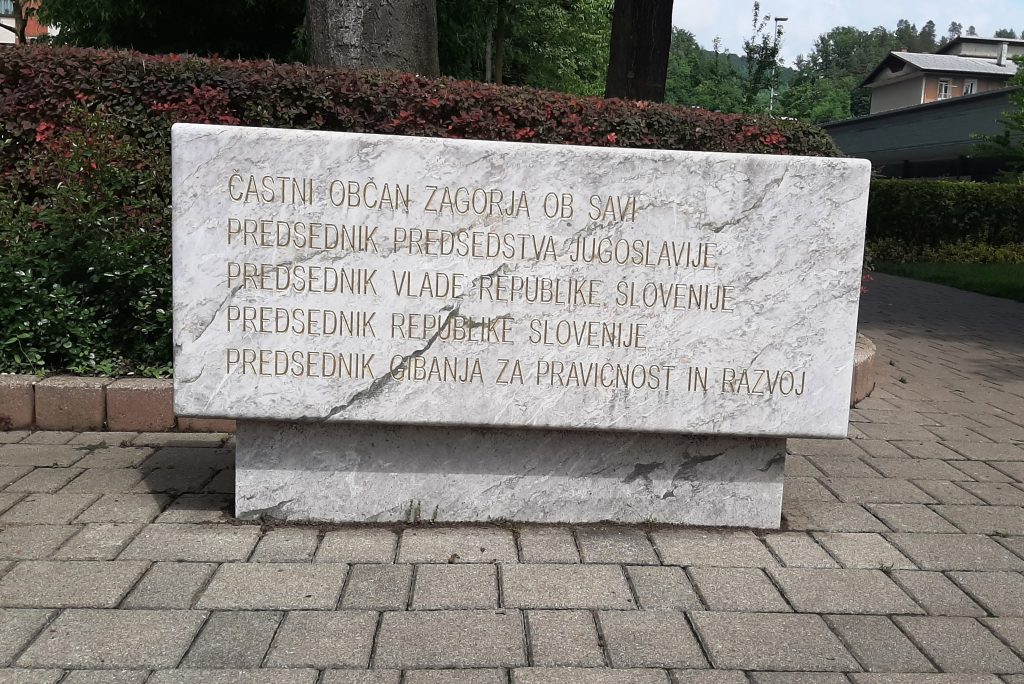 ČASTNI OBČAN ZAGORJA OB SAVI
PREDSEDNIK PREDSEDSTVA JUGOSLAVIJE
PREDSEDNIK VLADE REPUBLIKE SLOVENIJE
PREDSEDNIK REPUBLIKE SLOVENIJE
PREDSEDNIK GIBANJA ZA PRAVIČNOST IN RAZVOJ